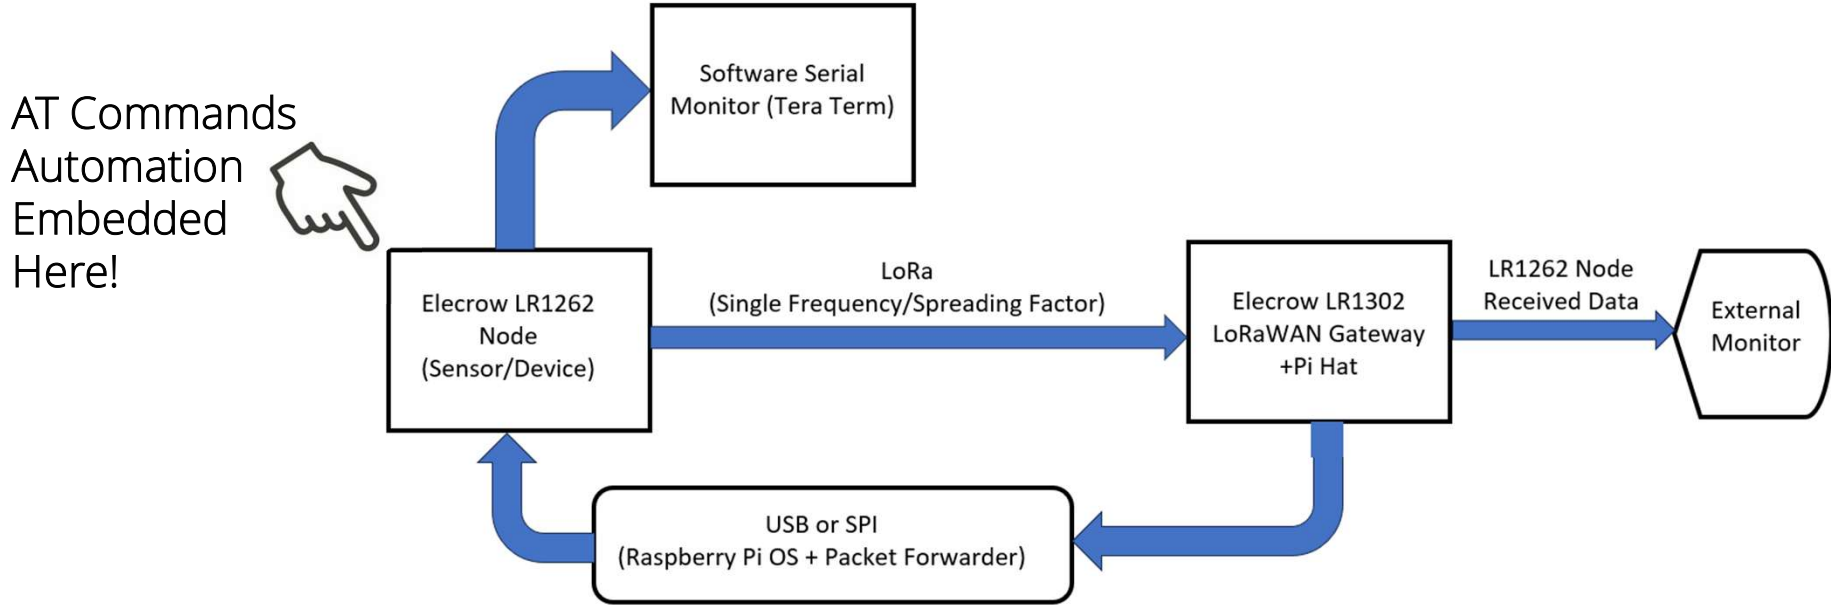 AT Commands
Automation
Embedded
Here!
Software Serial
Monitor (Tera Term)
Elecrow LR1262
Node
(Sensor/Device)
LoRa
(Single Frequency/Spreading Factor)
Elecrow LR1302
LoRaWAN Gateway
+Pi Hat
LR1262 Node
Received Data
External
Monitor
USB or SPI
(Raspberry Pi OS + Packet Forwarder)